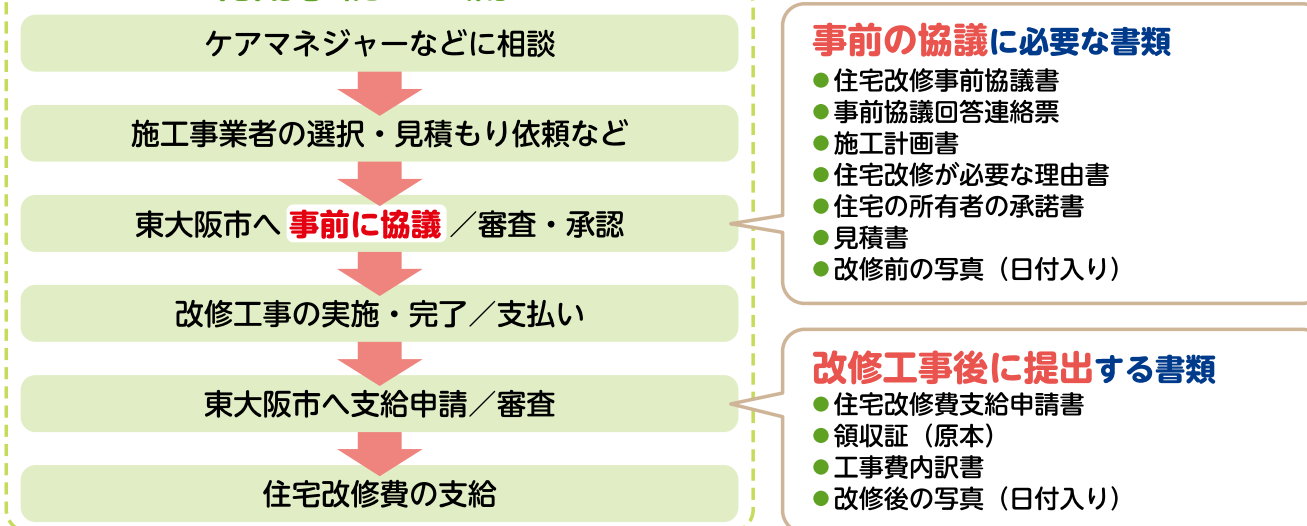 ケアマネジャーなどに相談
施工事業者の選択・見積もり依頼など
東大阪市へ 事前に協議 ／審査・承認
改修工事の実施・完了／支払い
東大阪市へ支給申請／審査
住宅改修費の支給
事前の協議に必要な書類
●住宅改修事前協議書
●事前協議回答連絡票
●施工計画書
●住宅改修が必要な理由書
●住宅の所有者の承諾書
●見積書
●改修前の写真（日付入り）
改修工事後に提出する書類
●住宅改修費支給申請書
●領収証（原本）
●工事費内訳書
●改修後の写真（日付入り）